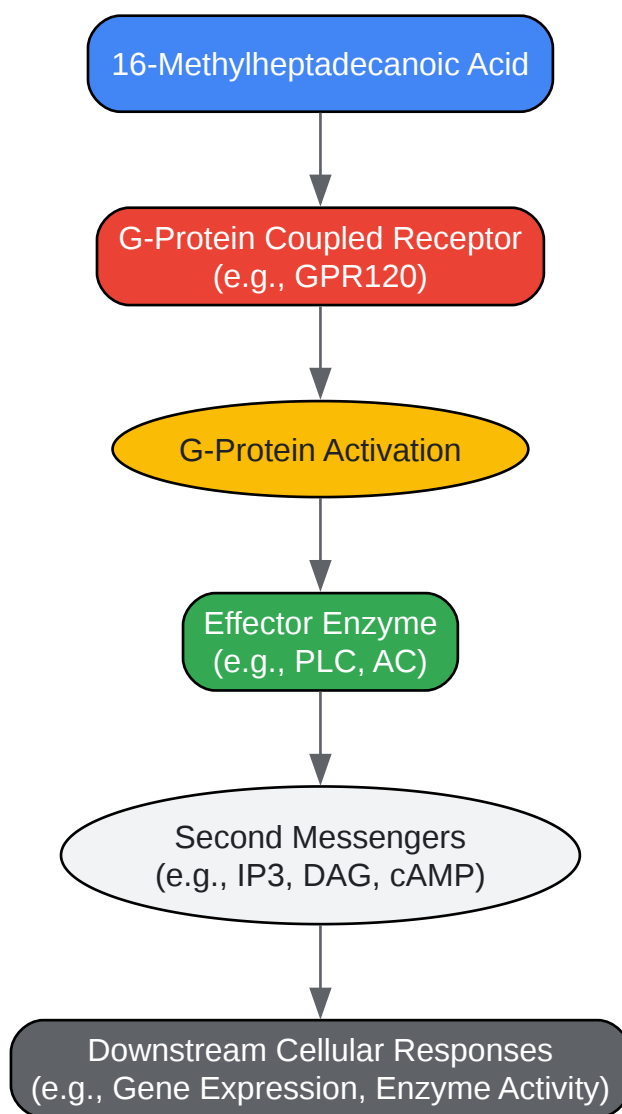 16-Methylheptadecanoic Acid
G-Protein Coupled Receptor
(e.g., GPR120)
G-Protein Activation
Effector Enzyme
(e.g., PLC, AC)
Second Messengers
(e.g., IP3, DAG, cAMP)
Downstream Cellular Responses
(e.g., Gene Expression, Enzyme Activity)